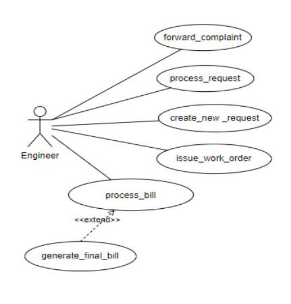 forward_complaint
process_request
create_new _request
Engineer
issue_work_order
process_bill
<<extend>>
generate_final_bill